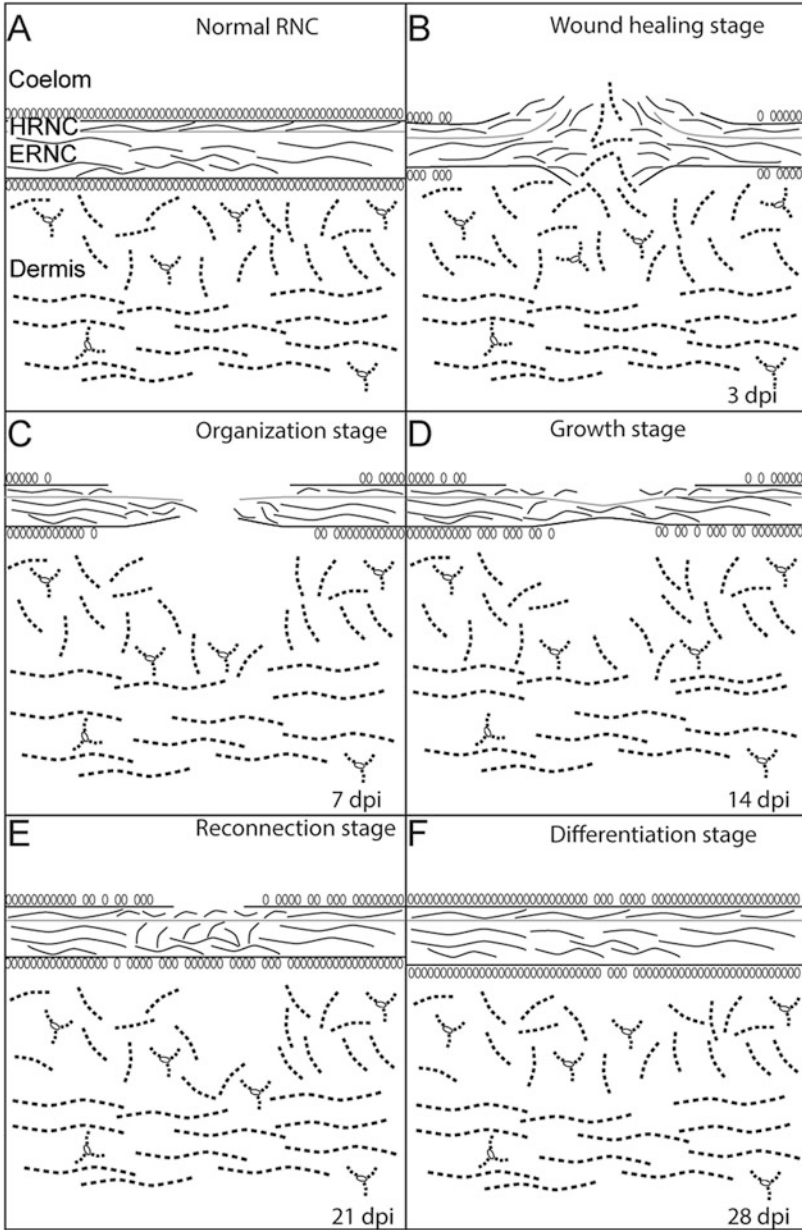 A
Normal RNC
Coelom
HRNC
ERNC
Dermis
B
Wound healing stage
3 dpi
C
Organization stage
7 dpi
D
Growth stage
14 dpi
E
Reconnection stage
21 dpi
F
Differentiation stage
28 dpi